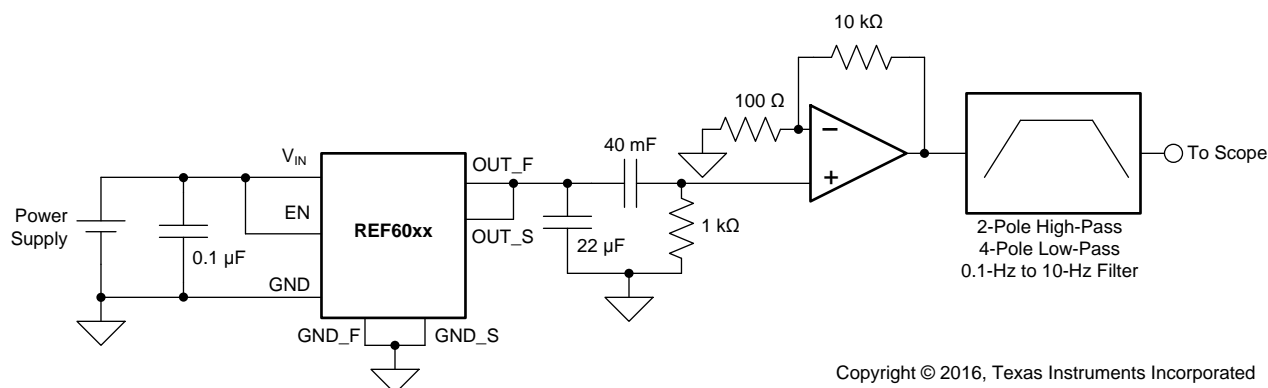 10 kΩ
100 Ω
40 mF
−
+
To Scope
V_IN
OUT_F
EN
REF60xx
OUT_S
Power
Supply
0.1 µF
22 µF
1 kΩ
GND
GND_F
GND_S
2-Pole High-Pass
4-Pole Low-Pass
0.1-Hz to 10-Hz Filter
Copyright © 2016, Texas Instruments Incorporated